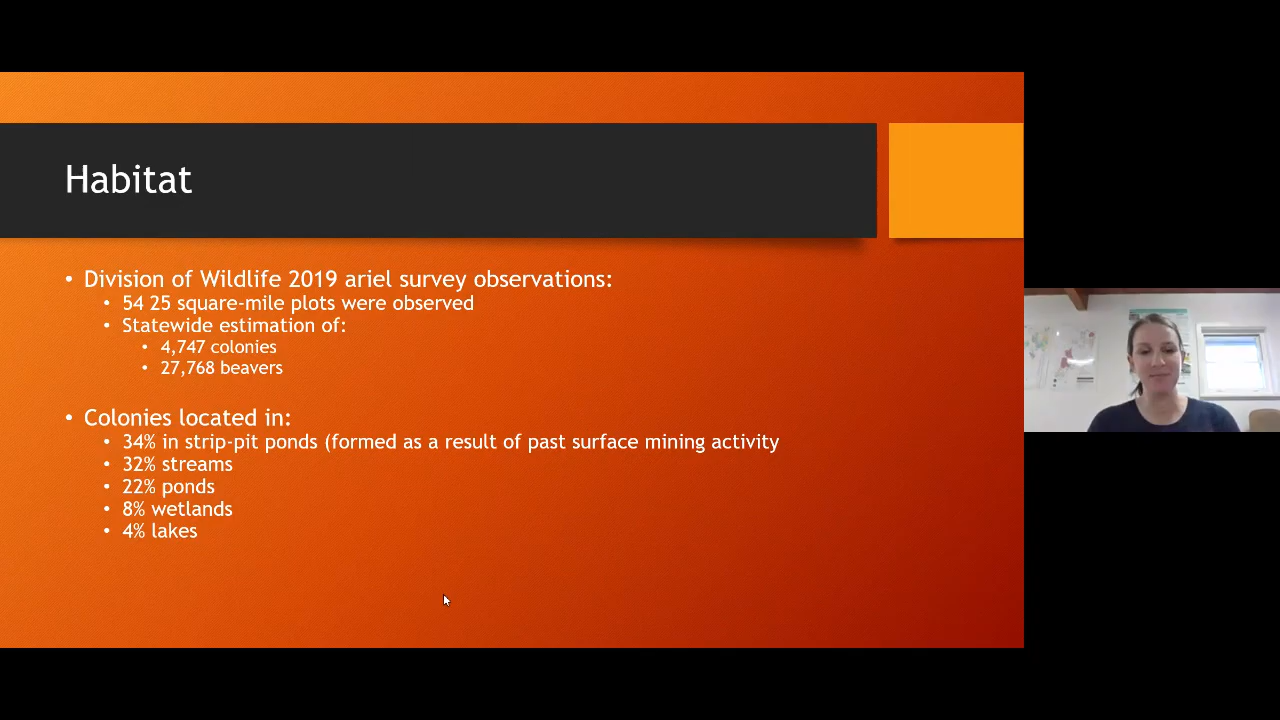 Habitat
• Division of Wildlife 2019 ariel survey observations:
• 54 25 square-mile plots were observed
• Statewide estimation of:
• 4,747 colonies
• 27,768 beavers
• Colonies located in:
• 34% in strip-pit ponds (formed as a result of past surface mining activity
• 32% streams
• 22% ponds
• 8% wetlands
• 4% lakes